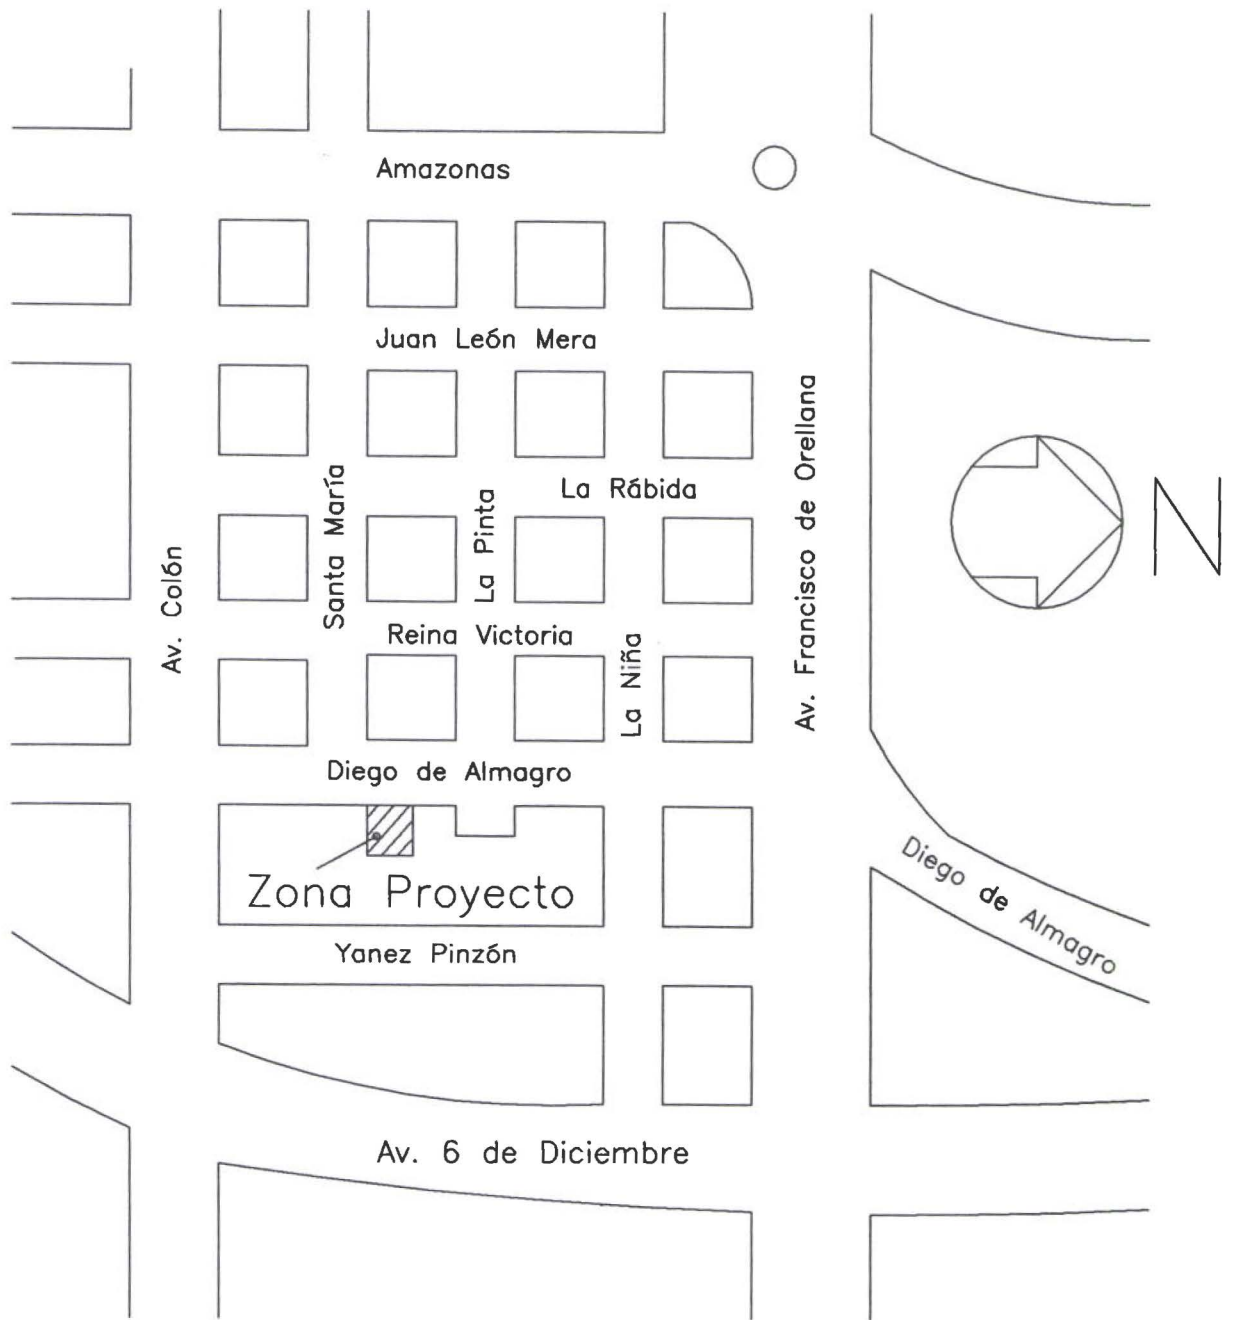 Amazonas
Juan León Mera
La Rábida
Av. Francisco de Orellana
Santa María
La Pinta
N
Av. Colón
Reina Victoria
La Niña
Diego de Almagro
Zona Proyecto
Diego de Almagro
Yanez Pinzón
Av. 6 de Diciembre